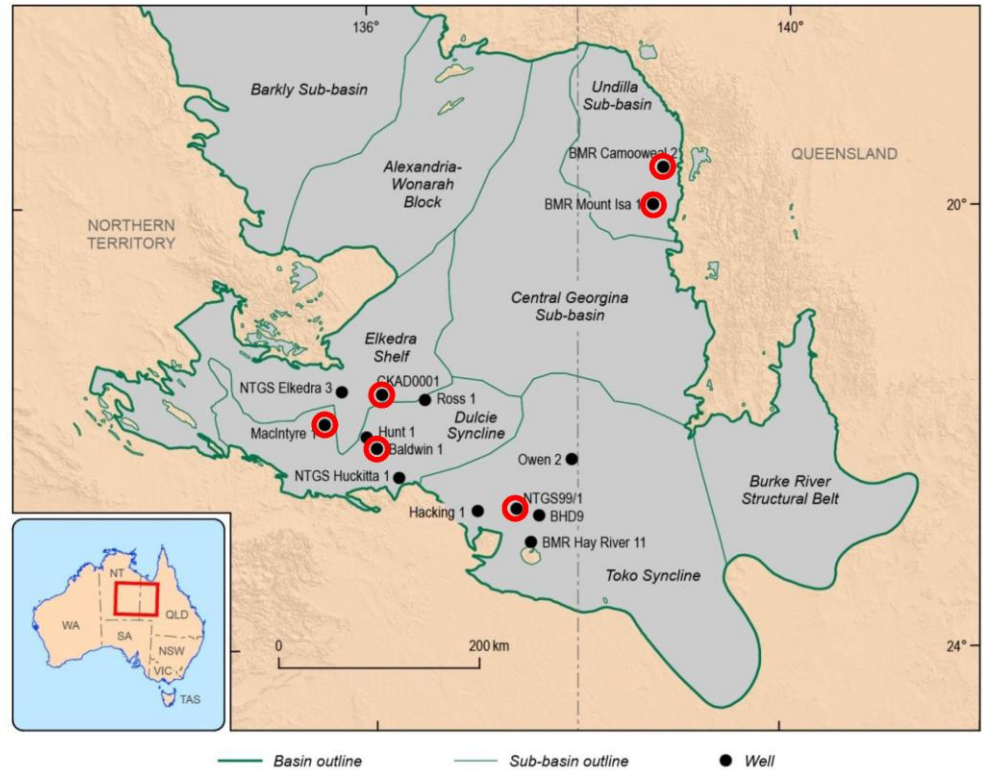 136°
140°
Barkly Sub-basin
Undilla
Sub-basin
BMR Camooweal 2
QUEENSLAND
Alexandria-
Wonarah
Block
BMR Mount Isa 1
20°
NORTHERN
TERRITORY
Central Georgina
Sub-basin
Elkedra
Shelf
CKAD0001
NTGS Elkedra 3
Ross 1
Dulcie
Syncline
MacIntyre 1
Hunt 1
Baldwin 1
Owen 2
NTGS Huckitta 1
Burke River
Structural Belt
NTGS99/1
Hacking 1
BHD9
BMR Hay River 11
Toko Syncline
NT
QLD
WA
SA
NSW
VIC
TAS
0
200 km
24°
Basin outline
Sub-basin outline
Well